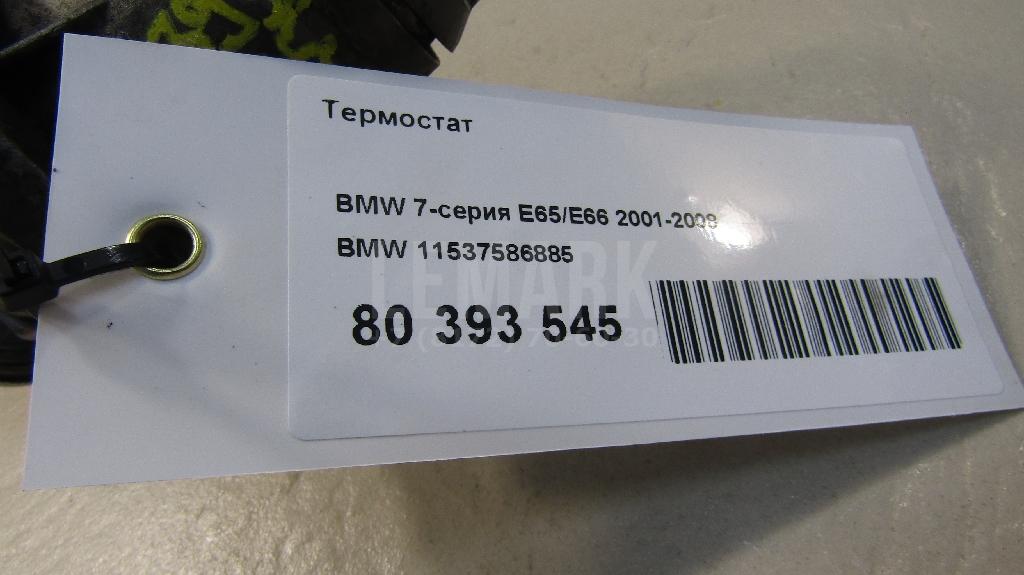 Термостат
BMW 7-серия E65/E66 2001-2008
BMW 11537586885
LEMARK
80 393 545